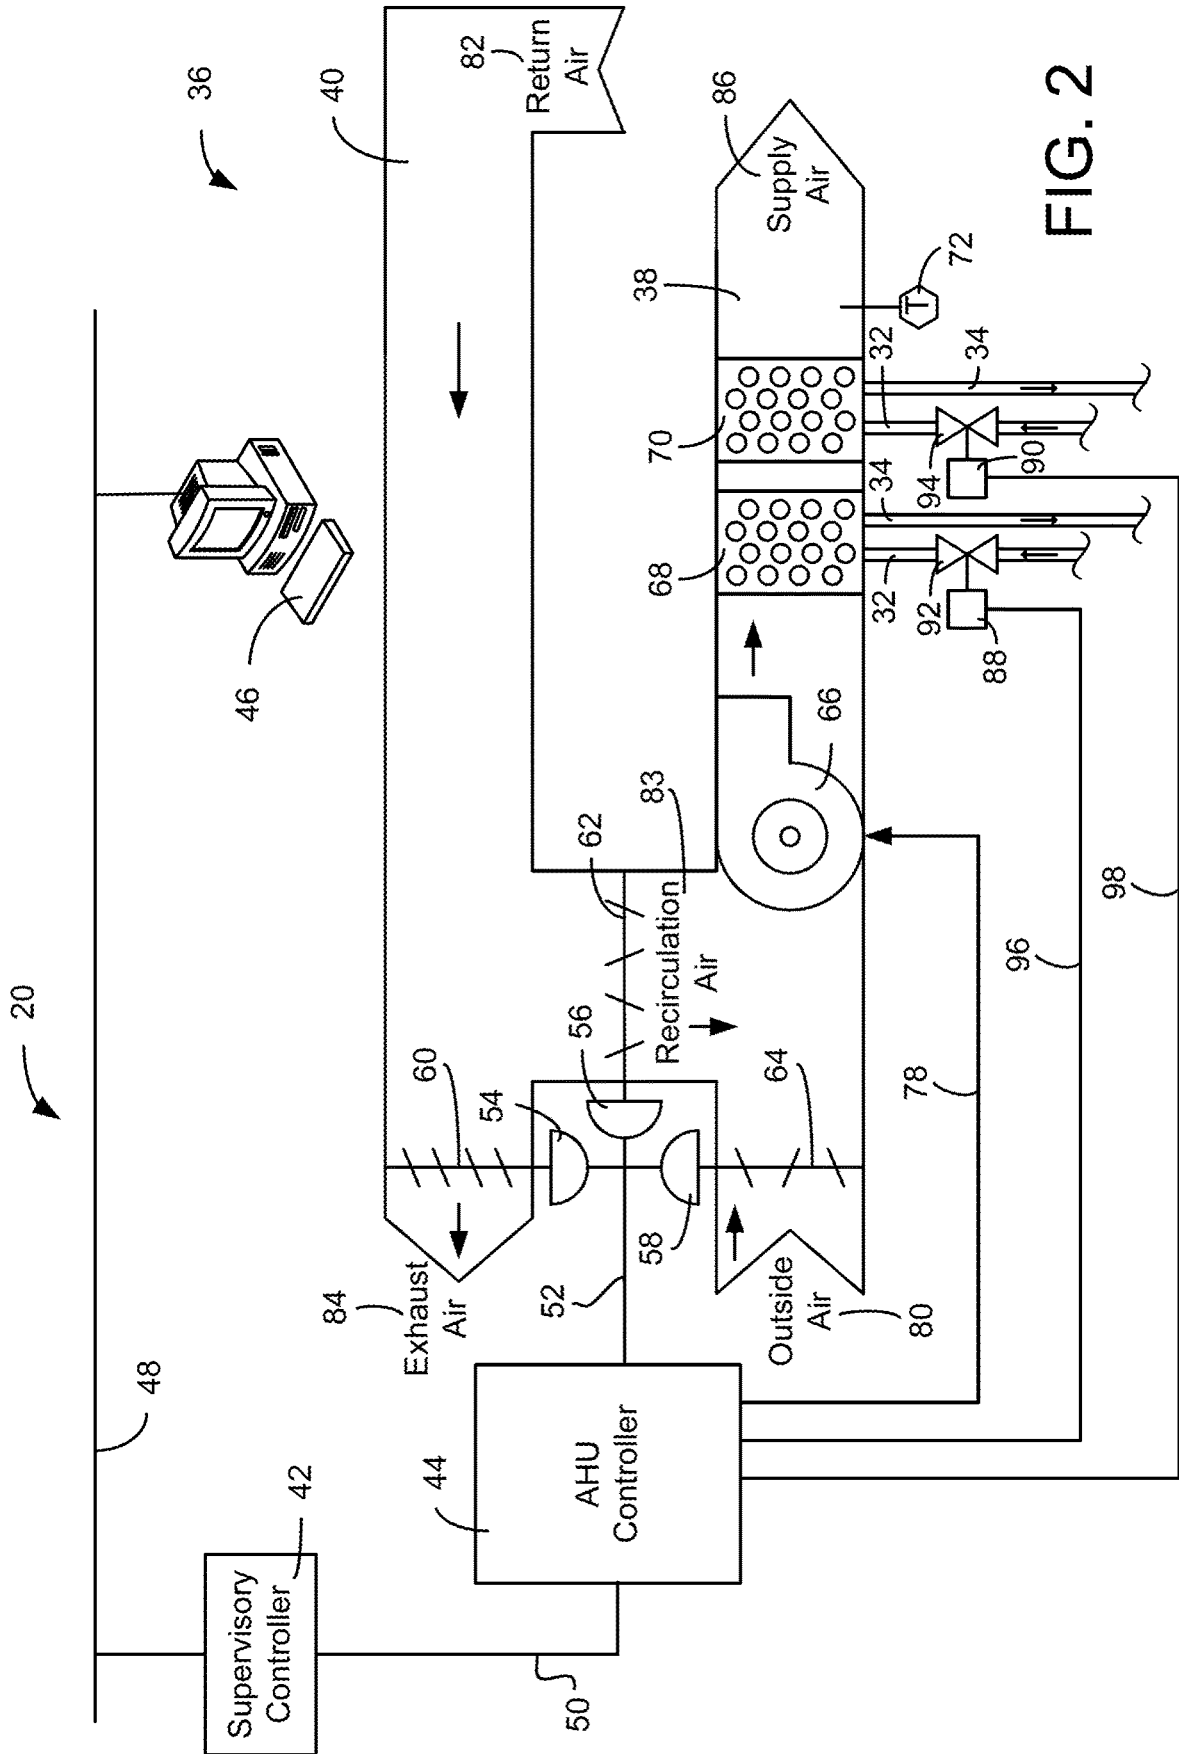 20
36
48
46
Supervisory
Controller
42
50
40
Return
Air
82
84
Exhaust
Air
60
54
56
62
83
Recirculation
Air
AHU
Controller
44
52
58
64
Outside
Air
80
66
68
70
38
Supply
Air
86
32
34
32
34
T
72
92
94
88
90
78
96
98
FIG. 2